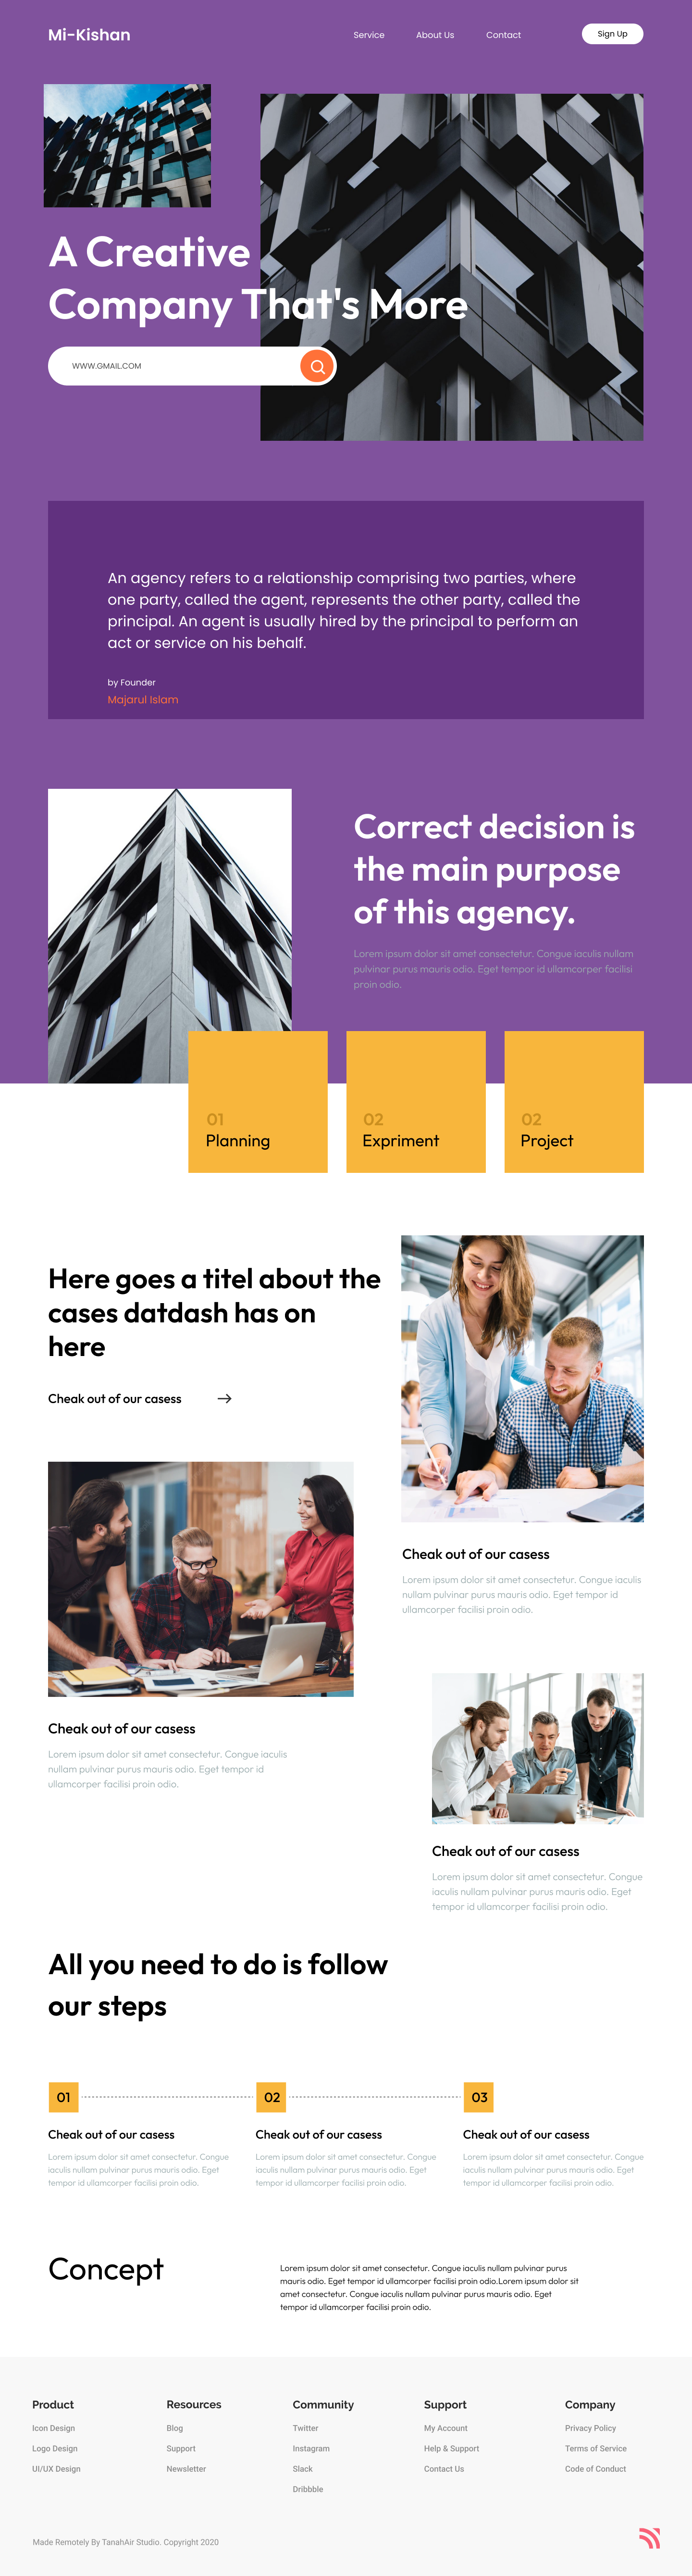 Mi-Kishan
Service
About Us
Contact
Sign Up
A Creative
Company That's More
WWW.GMAIL.COM
An agency refers to a relationship comprising two parties, where
one party, called the agent, represents the other party, called the
principal. An agent is usually hired by the principal to perform an
act or service on his behalf.
by Founder
Majarul Islam
Correct decision is
the main purpose
of this agency.
Lorem ipsum dolor sit amet consectetur. Congue iaculis nullam
pulvinar purus mauris odio. Eget tempor id ullamcorper facilisi
proin odio.
01
Planning
02
Expriment
02
Project
Here goes a titel about the
cases datdash has on
here
Cheak out of our casess
Cheak out of our casess
Lorem ipsum dolor sit amet consectetur. Congue iaculis
nullam pulvinar purus mauris odio. Eget tempor id
ullamcorper facilisi proin odio.
Cheak out of our casess
Lorem ipsum dolor sit amet consectetur. Congue iaculis
nullam pulvinar purus mauris odio. Eget tempor id
ullamcorper facilisi proin odio.
Cheak out of our casess
Lorem ipsum dolor sit amet consectetur. Congue
iaculis nullam pulvinar purus mauris odio. Eget
tempor id ullamcorper facilisi proin odio.
All you need to do is follow
our steps
01
Cheak out of our casess
Lorem ipsum dolor sit amet consectetur. Congue
iaculis nullam pulvinar purus mauris odio. Eget
tempor id ullamcorper facilisi proin odio.
02
Cheak out of our casess
Lorem ipsum dolor sit amet consectetur. Congue
iaculis nullam pulvinar purus mauris odio. Eget
tempor id ullamcorper facilisi proin odio.
03
Cheak out of our casess
Lorem ipsum dolor sit amet consectetur. Congue
iaculis nullam pulvinar purus mauris odio. Eget
tempor id ullamcorper facilisi proin odio.
Concept
Lorem ipsum dolor sit amet consectetur. Congue iaculis nullam pulvinar purus
mauris odio. Eget tempor id ullamcorper facilisi proin odio.Lorem ipsum dolor sit
amet consectetur. Congue iaculis nullam pulvinar purus mauris odio. Eget
tempor id ullamcorper facilisi proin odio.
Product
Icon Design
Logo Design
UI/UX Design
Resources
Blog
Support
Newsletter
Community
Twitter
Instagram
Slack
Dribbble
Support
My Account
Help & Support
Contact Us
Company
Privacy Policy
Terms of Service
Code of Conduct
Made Remotely By TanahAir Studio. Copyright 2020